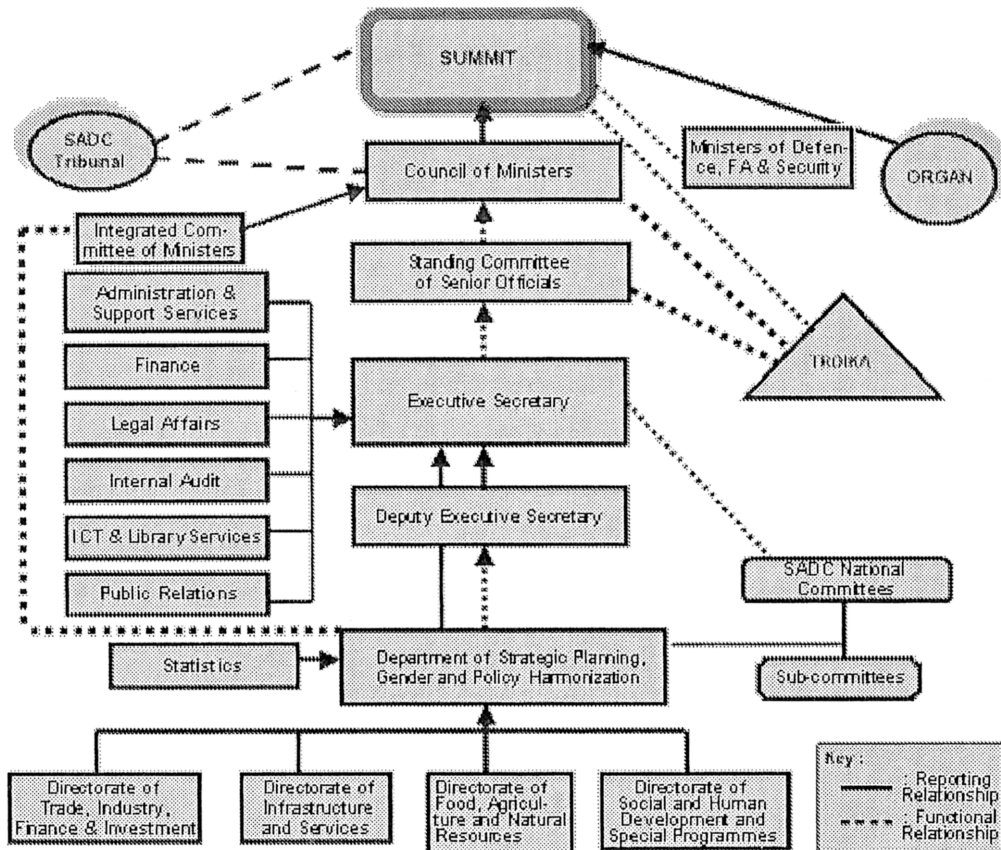 SUMMIT
SADC
Tribunal
Ministers of Defen-
ce, FA & Security
ORGAN
Council of Ministers
Integrated Com-
mittee of Ministers
Standing Committee
of Senior Officials
Administration &
Support Services
Finance
TROIKA
Executive Secretary
Legal Affairs
Internal Audit
Deputy Executive Secretary
ICT & Library Services
SADC National
Committees
Public Relations
Statistics
Department of Strategic Planning,
Gender and Policy Harmonization
Sub-committees
Directorate of
Trade, Industry,
Finance & Investment
Directorate of
Infrastructure
and Services
Directorate of
Food, Agricul-
ture and Natural
Resources
Directorate of
Social and Human
Development and
Special Programmes
Key :
: Reporting
Relationship
: Functional
Relationship